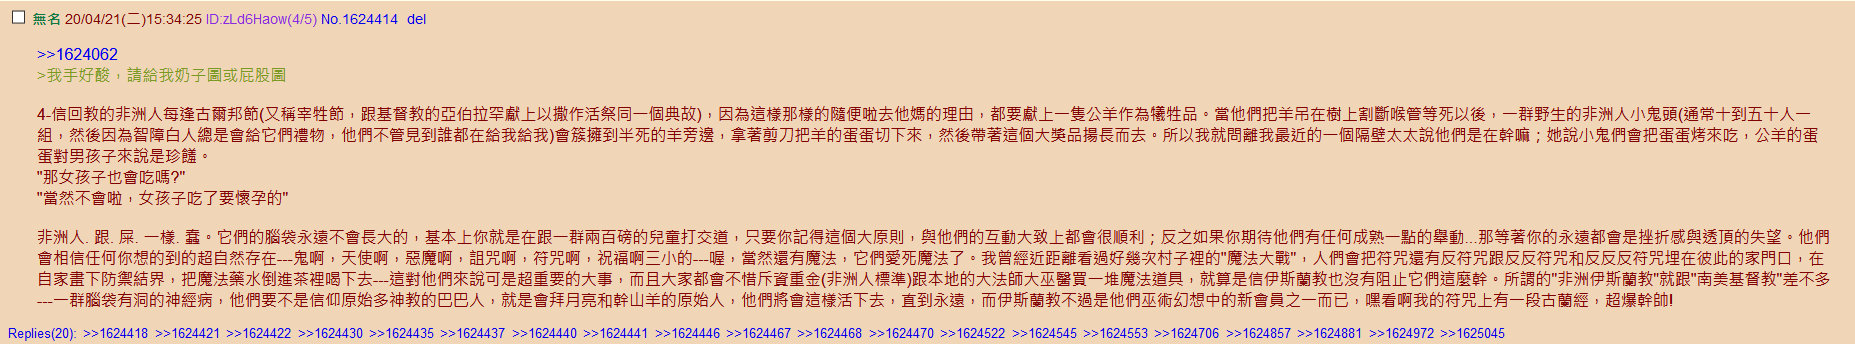 無名 20/04/21(二)15:34:25 ID:zLd6Haow(4/5) No.1624414 del
>>1624062
>我手好酸，請給我奶子圖或屁股圖
4-信回教的非洲人每逢古爾邦節(又稱宰牲節，跟基督教的亞伯拉罕獻上以撒作活祭同一個典故)，因為這樣那樣的隨便啦去他媽的理由，都要獻上一隻公羊作為犧牲品。當他們把羊吊在樹上割斷喉管等死以後，一群野生的非洲人小鬼頭(通常十到五十人一
組，然後因為智障白人總是會給它們禮物，他們不管見到誰都在給我給我)會簇擁到半死的羊旁邊，拿著剪刀把羊的蛋蛋切下來，然後帶著這個大獎品揚長而去。所以我就問離我最近的一個隔壁太太說他們是在幹嘛；她說小鬼們會把蛋蛋烤來吃，公羊的蛋
蛋對男孩子來說是珍饈。
"那女孩子也會吃嗎?"
"當然不會啦，女孩子吃了要懷孕的"
非洲人. 跟. 屎. 一樣. 蠢。它們的腦袋永遠不會長大的，基本上你就是在跟一群兩百磅的兒童打交道，只要你記得這個大原則，與他們的互動大致上都會很順利；反之如果你期待他們有任何成熟一點的舉動...那等著你的永遠都會是挫折感與透頂的失望。他們
會相信任何你想的到的超自然存在---鬼啊，天使啊，惡魔啊，詛咒啊，符咒啊，祝福啊三小的---喔，當然還有魔法，它們愛死魔法了。我曾經近距離看過好幾次村子裡的"魔法大戰"，人們會把符咒還有反符咒跟反反符咒和反反反符咒埋在彼此的家門口，在
自家畫下防禦結界，把魔法藥水倒進茶裡喝下去---這對他們來說可是超重要的大事，而且大家都會不惜斥資重金(非洲人標準)跟本地的大法師大巫醫買一堆魔法道具，就算是信伊斯蘭教也沒有阻止它們這麼幹。所謂的"非洲伊斯蘭教"就跟"南美基督教"差不多
---一群腦袋有洞的神經病，他們要不是信仰原始多神教的巴巴人，就是會拜月亮和幹山羊的原始人，他們將會這樣活下去，直到永遠，而伊斯蘭教不過是他們巫術幻想中的新會員之一而已，嘿看啊我的符咒上有一段古蘭經，超爆幹帥!
Replies(20): >>1624418 >>1624421 >>1624422 >>1624430 >>1624435 >>1624437 >>1624440 >>1624441 >>1624446 >>1624467 >>1624468 >>1624470 >>1624522 >>1624545 >>1624553 >>1624706 >>1624857 >>1624881 >>1624972 >>1625045